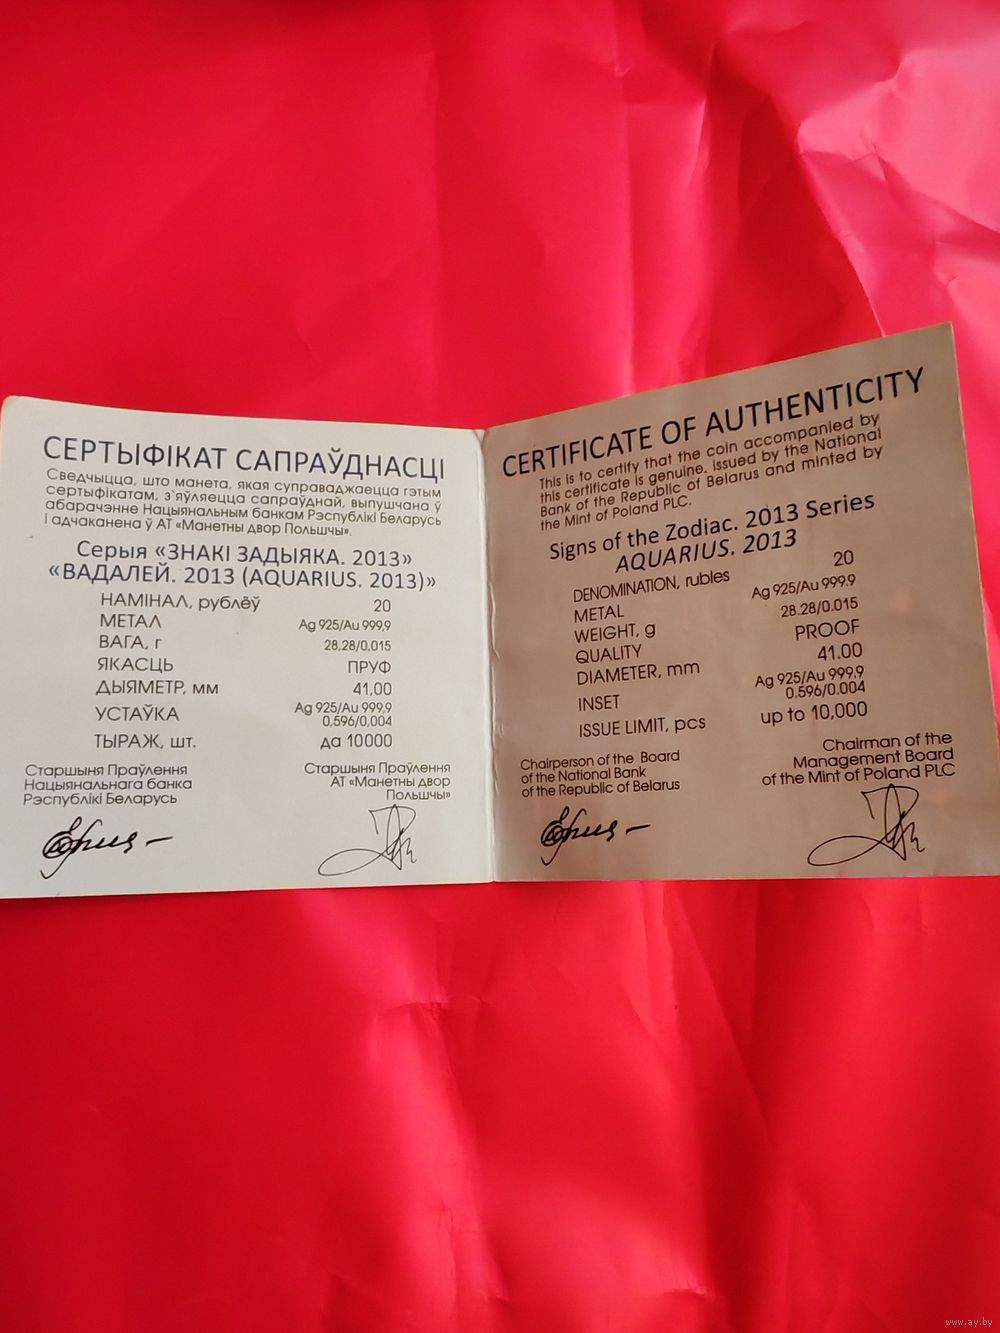 СЕРТЫФІКАТ САПРАЎДНАСЦІ
Сведчыцца, што манета, якая суправаджаецца гэтым
сертыфікатам, з`яўляецца сапраўднай, выпушчана ў
абарачэнне Нацыянальным банкам Рэспублікі Беларусь
і адчаканена ў АТ «Манетны двор Польшчы».
Серыя «ЗНАКІ ЗАДЫЯКА. 2013»
«ВАДАЛЕЙ. 2013 (AQUARIUS. 2013)»
НАМІНАЛ, рублёў 20
МЕТАЛ Ag 925/Au 999,9
ВАГА, г 28,28/0,015
ЯКАСЦЬ ПРУФ
ДЫЯМЕТР, мм 41,00
УСТАЎКА Ag 925/Au 999,9
0,596/0,004
ТЫРАЖ, шт. да 10000
Старшыня Праўлення
Нацыянальнага банка
Рэспублікі Беларусь
Старшыня Праўлення
АТ «Манетны двор
Польшчы»
CERTIFICATE OF AUTHENTICITY
This is to certify that the coin accompanied by
this certificate is genuine. Issued by the National
Bank of the Republic of Belarus and minted by
the Mint of Poland PLC.
Signs of the Zodiac. 2013 Series
AQUARIUS. 2013
DENOMINATION, rubles 20
METAL Ag 925/Au 999.9
WEIGHT, g 28.28/0.015
QUALITY PROOF
DIAMETER, mm 41.00
INSET Ag 925/Au 999.9
0.596/0.004
ISSUE LIMIT, pcs up to 10,000
Chairperson of the Board
of the National Bank
of the Republic of Belarus
Chairman of the
Management Board
of the Mint of Poland PLC
www.ay.by